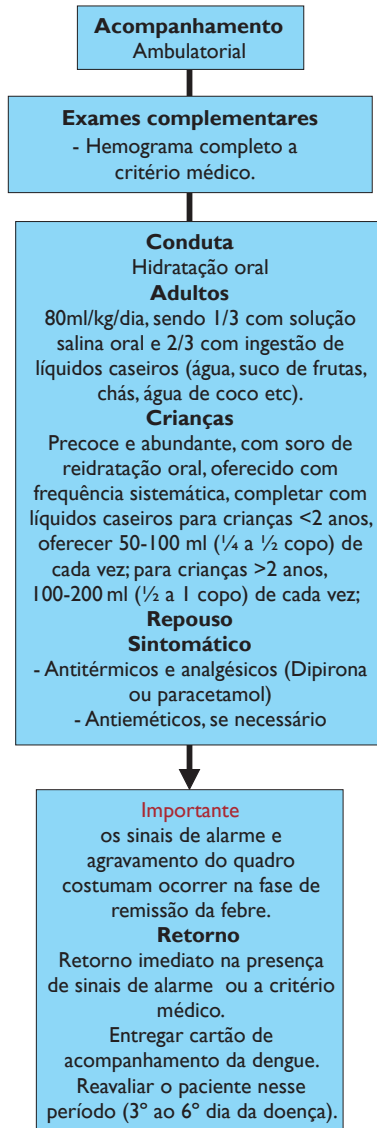 Acompanhamento
Ambulatorial
Exames complementares
- Hemograma completo a
critério médico.
Conduta
Hidratação oral
Adultos
80ml/kg/dia, sendo 1/3 com solução
salina oral e 2/3 com ingestão de
líquidos caseiros (água, suco de frutas,
chás, água de coco etc).
Crianças
Precoce e abundante, com soro de
reidratação oral, oferecido com
frequência sistemática, completar com
líquidos caseiros para crianças <2 anos,
oferecer 50-100 ml (¼ a ½ copo) de
cada vez; para crianças >2 anos,
100-200 ml (½ a 1 copo) de cada vez;
Repouso
Sintomático
- Antitérmicos e analgésicos (Dipirona
ou paracetamol)
- Antieméticos, se necessário
Importante
os sinais de alarme e
agravamento do quadro
costumam ocorrer na fase de
remissão da febre.
Retorno
Retorno imediato na presença
de sinais de alarme ou a critério
médico.
Entregar cartão de
acompanhamento da dengue.
Reavaliar o paciente nesse
período (3º ao 6º dia da doença).